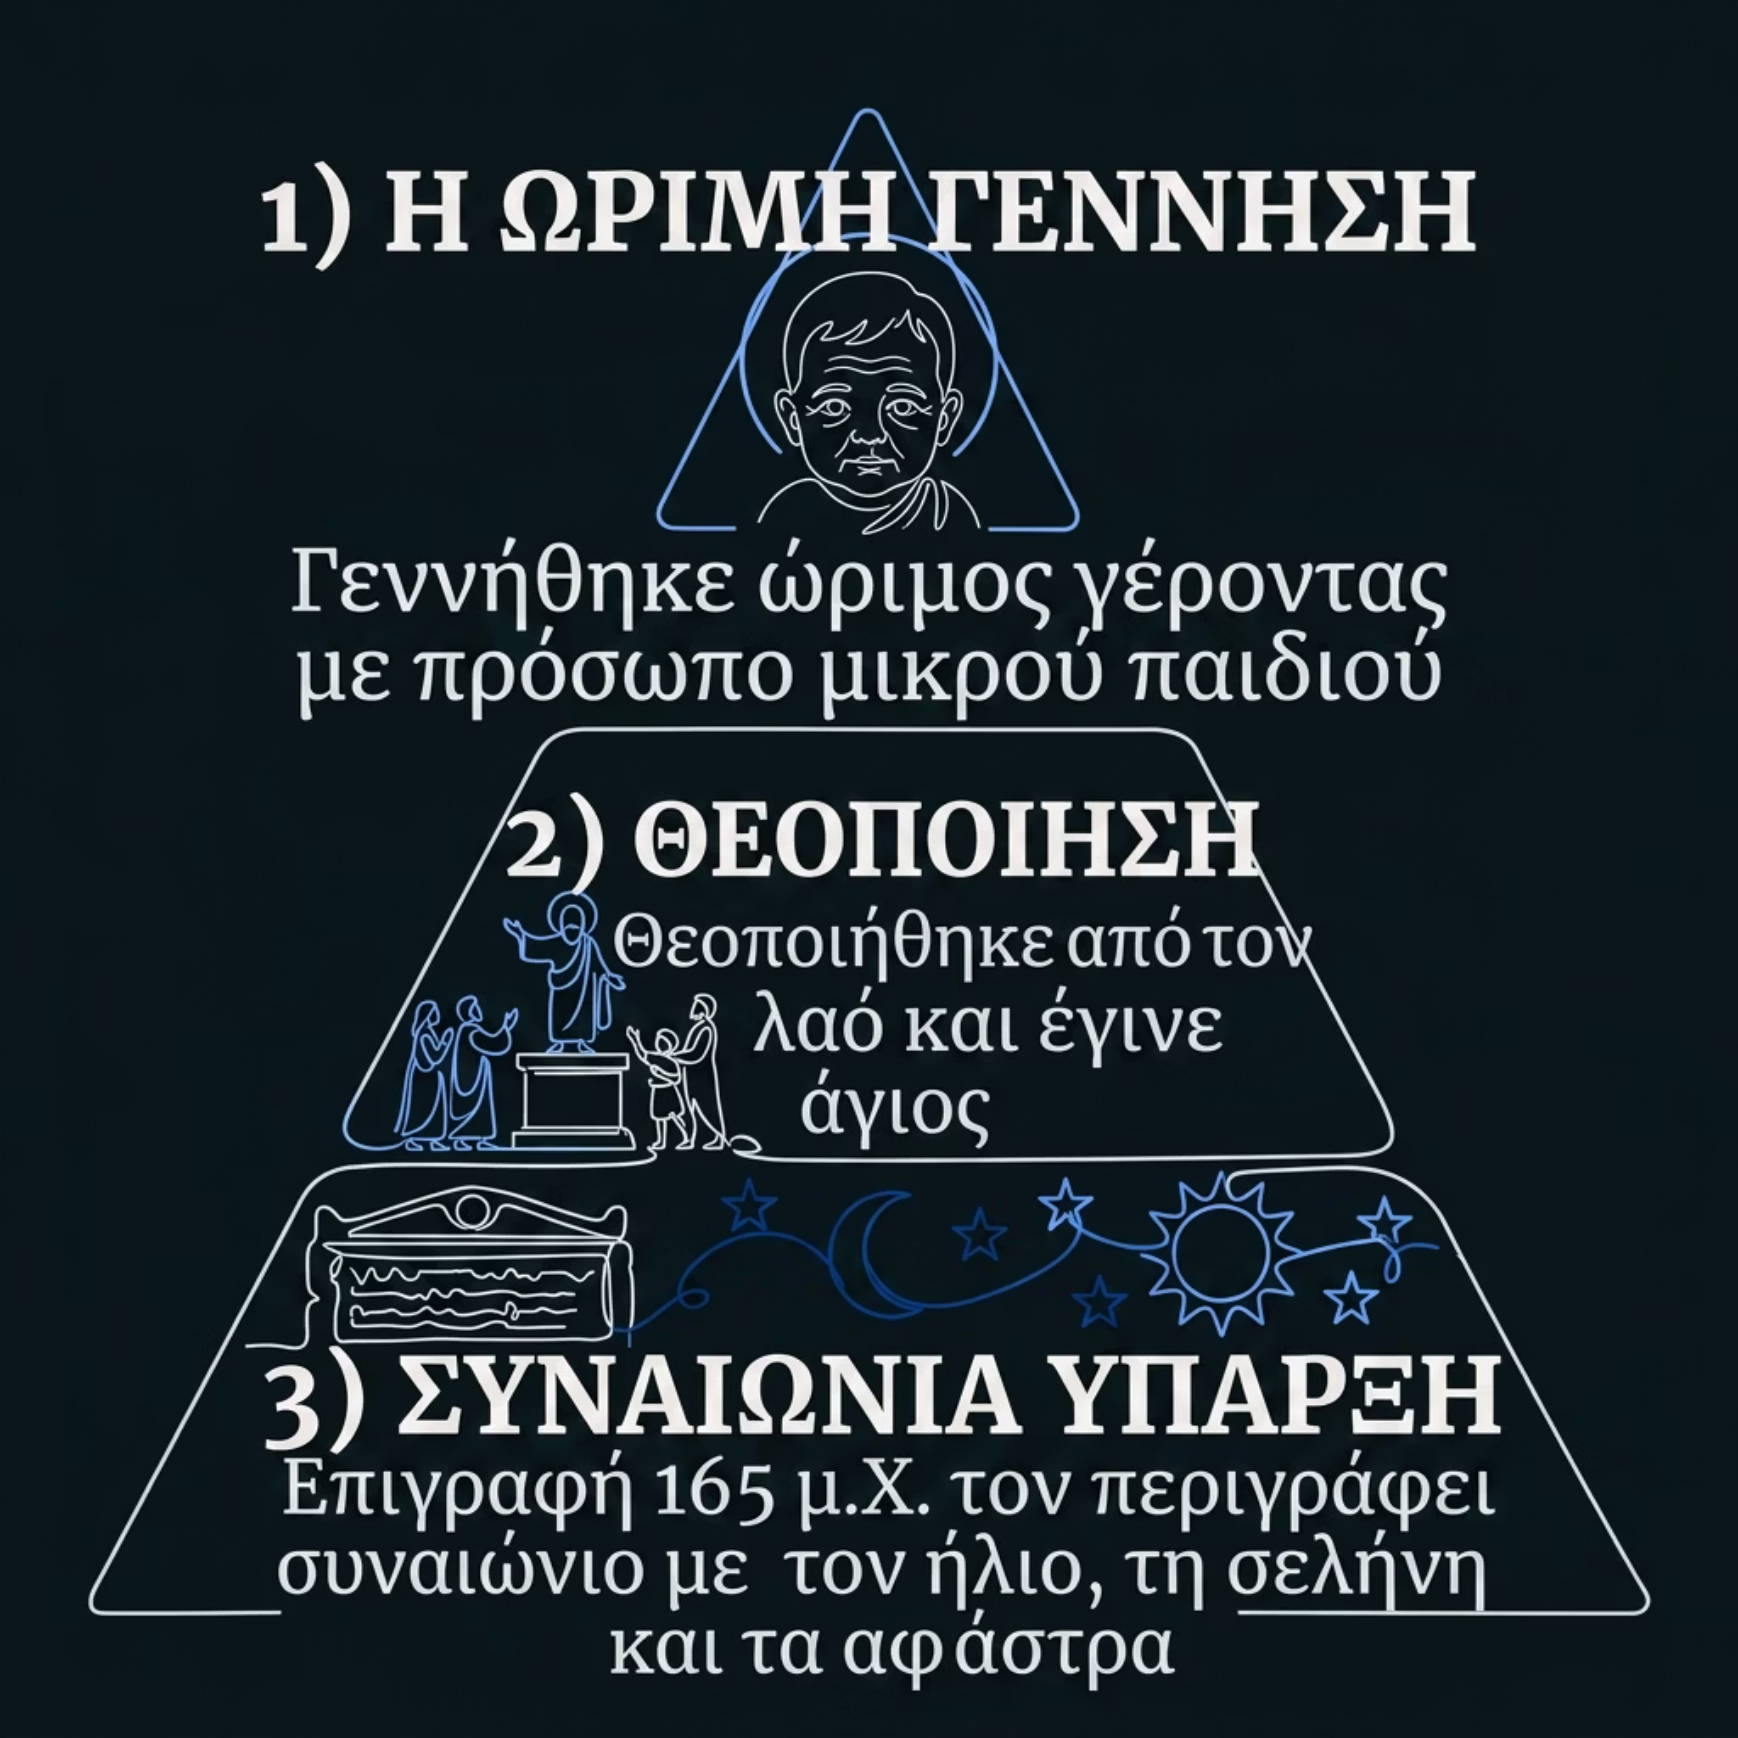 1) Η ΩΡΙΜΗ ΓΕΝΝΗΣΗ
Γεννήθηκε ώριμος γέροντας
με πρόσωπο μικρού παιδιού
2) ΘΕΟΠΟΙΗΣΗ
Θεοποιήθηκε από τον
λαό και έγινε
άγιος
3) ΣΥΝΑΙΩΝΙΑ ΥΠΑΡΞΗ
Επιγραφή 165 μ.Χ. τον περιγράφει
συναιώνιο με τον ήλιο, τη σελήνη
και τα αφάστρα